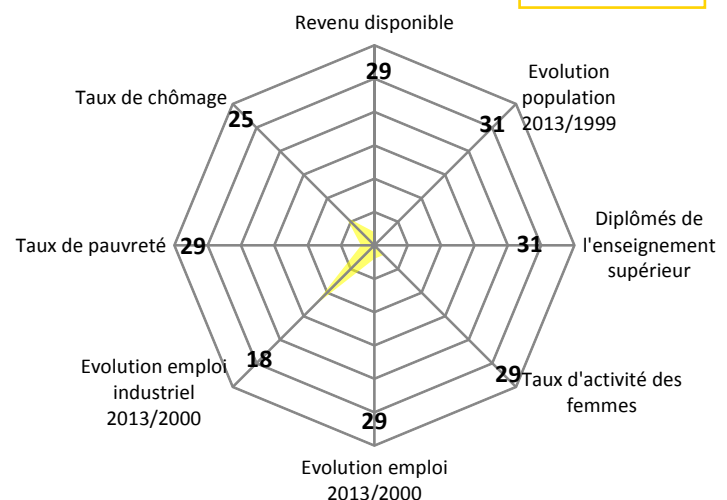 Revenu disponible
29
Evolution
population
2013/1999
31
Taux de chômage
25
Diplômés de
l'enseignement
supérieur
31
Taux de pauvreté
29
Evolution emploi
industriel
2013/2000
18
Taux d'activité des
femmes
29
29
Evolution emploi
2013/2000